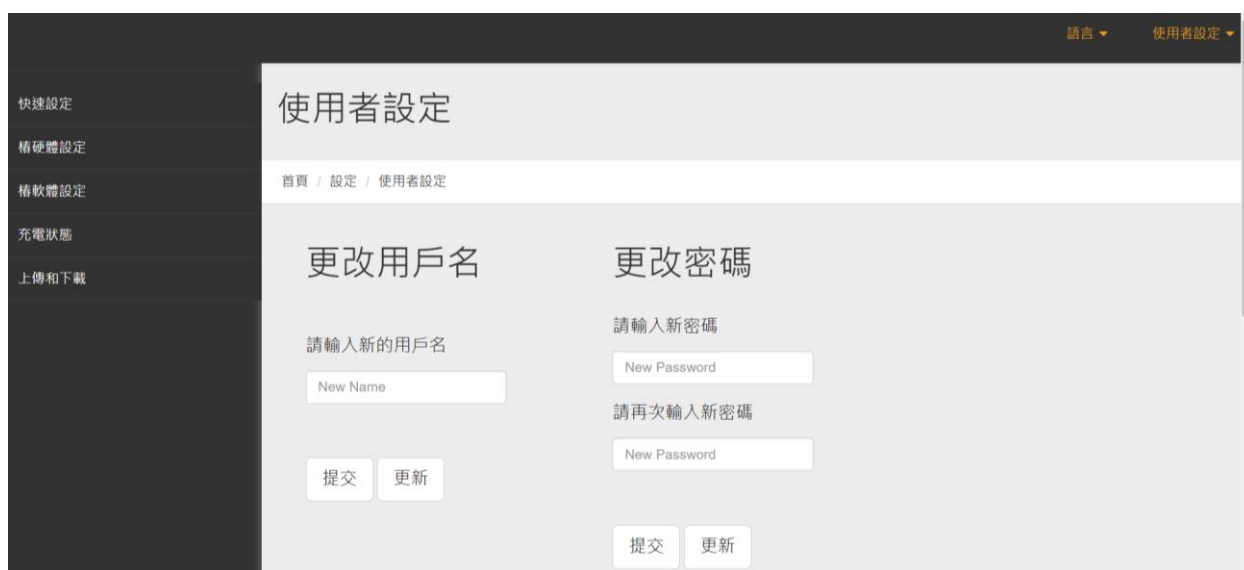 語言 使用者設定
快速設定
樁硬體設定
樁軟體設定
充電狀態
上傳和下載
使用者設定
首頁 / 設定 / 使用者設定
更改用戶名
請輸入新的用戶名
New Name
提交 更新
更改密碼
請輸入新密碼
New Password
請再次輸入新密碼
New Password
提交 更新